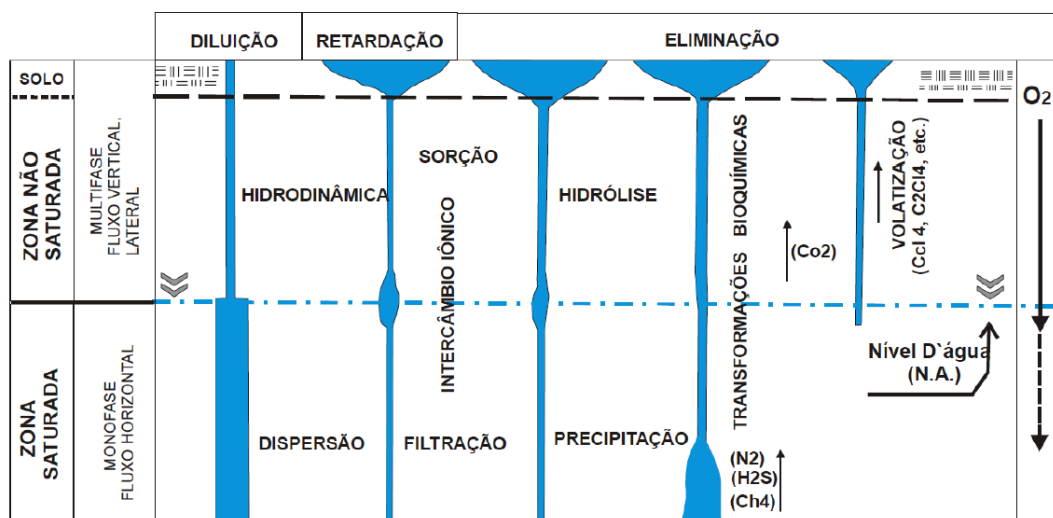 DILUIÇÃO
RETARDAÇÃO
ELIMINAÇÃO
SOLO
ZONA NÃO
SATURADA
MULTIFASE
FLUXO VERTICAL,
LATERAL
ZONA
SATURADA
MONOFASE
FLUXO HORIZONTAL
HIDRODINÂMICA
DISPERSÃO
SORÇÃO
INTERCÂMBIO IÔNICO
FILTRAÇÃO
HIDRÓLISE
PRECIPITAÇÃO
TRANSFORMAÇÕES BIOQUÍMICAS
(Co2)
(N2)
(H2S)
(Ch4)
VOLATIZAÇÃO
(Ccl 4, C2Cl4, etc.)
Nível D`água
(N.A.)
O2